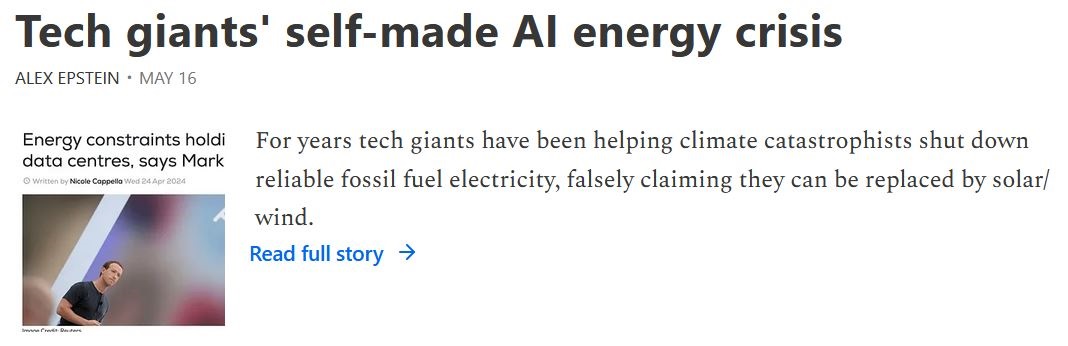 Tech giants' self-made AI energy crisis
ALEX EPSTEIN • MAY 16
Energy constraints holdi
data centres, says Mark
Written by Nicole Cappella Wed 24 Apr 2024
Image Credit: Reuters
For years tech giants have been helping climate catastrophists shut down
reliable fossil fuel electricity, falsely claiming they can be replaced by solar/
wind.
Read full story →